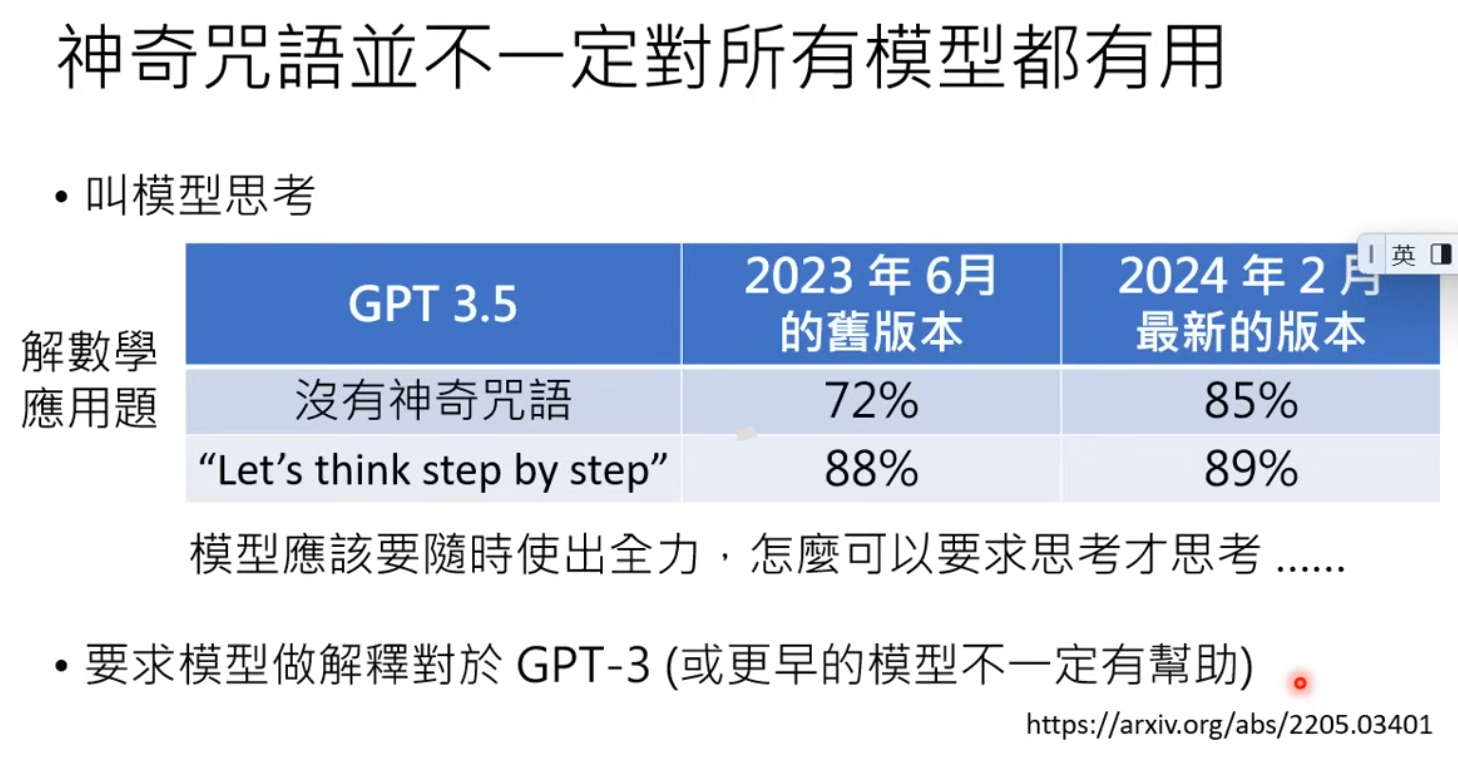 神奇咒語並不一定對所有模型都有用
• 叫模型思考
英
GPT 3.5
2023 年 6月
的舊版本
2024 年 2 月
最新的版本
解數學
應用題
沒有神奇咒語
72%
85%
“Let’s think step by step”
88%
89%
模型應該要隨時使出全力，怎麼可以要求思考才思考 ......
• 要求模型做解釋對於 GPT-3 (或更早的模型不一定有幫助)
https://arxiv.org/abs/2205.03401